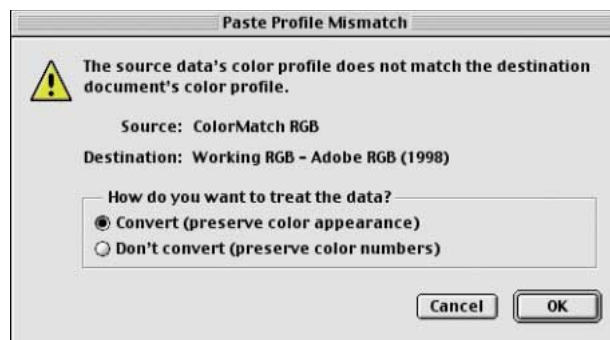 Paste Profile Mismatch
The source data's color profile does not match the destination
document's color profile.
Source: ColorMatch RGB
Destination: Working RGB - Adobe RGB (1998)
How do you want to treat the data?
Convert (preserve color appearance)
Don't convert (preserve color numbers)
Cancel OK